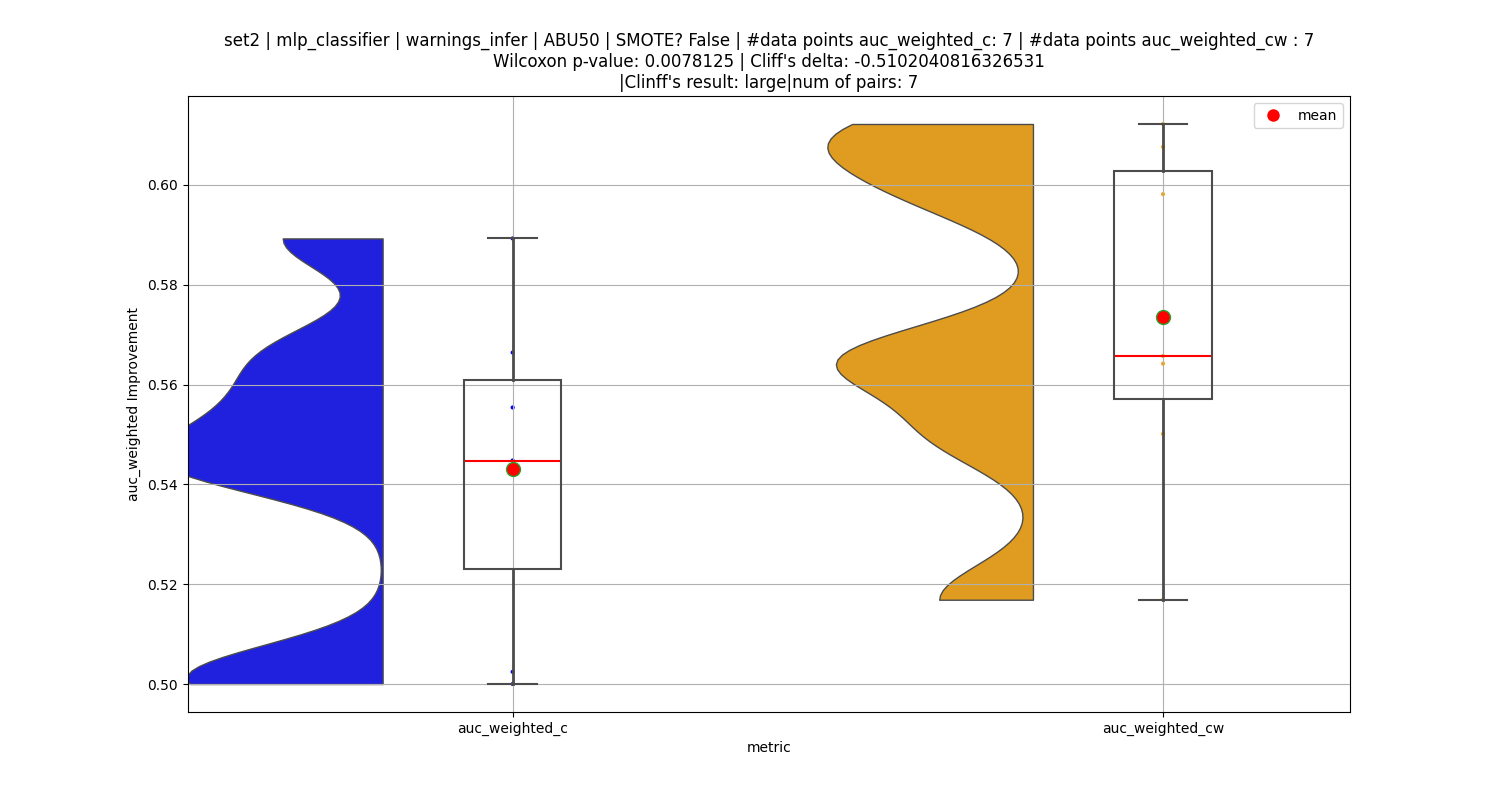 set2 | mlp_classifier | warnings_infer | ABU50 | SMOTE? False | #data points auc_weighted_c: 7 | #data points auc_weighted_cw : 7
Wilcoxon p-value: 0.0078125 | Cliff's delta: -0.5102040816326531
|Clinff's result: large|num of pairs: 7
mean
0.60
0.58
0.56
0.54
0.52
0.50
auc_weighted Improvement
auc_weighted_c
auc_weighted_cw
metric